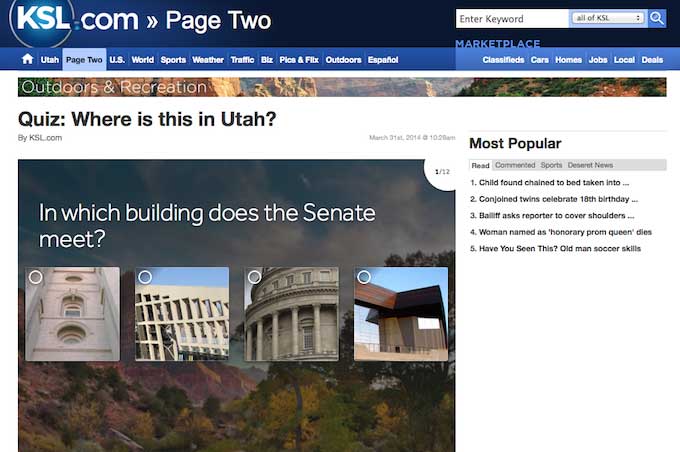 KSL.com » Page Two
Enter Keyword
all of KSL
MARKETPLACE
Utah Page Two U.S. World Sports Weather Traffic Biz Pics & Flix Outdoors Español
Classifieds Cars Homes Jobs Local Deals
Outdoors & Recreation
Quiz: Where is this in Utah?
By KSL.com
March 31st, 2014 @ 10:28am
1/12
In which building does the Senate
meet?
Most Popular
Read Commented Sports Deseret News
1. Child found chained to bed taken into ...
2. Conjoined twins celebrate 18th birthday ...
3. Bailiff asks reporter to cover shoulders ...
4. Woman named as 'honorary prom queen' dies
5. Have You Seen This? Old man soccer skills